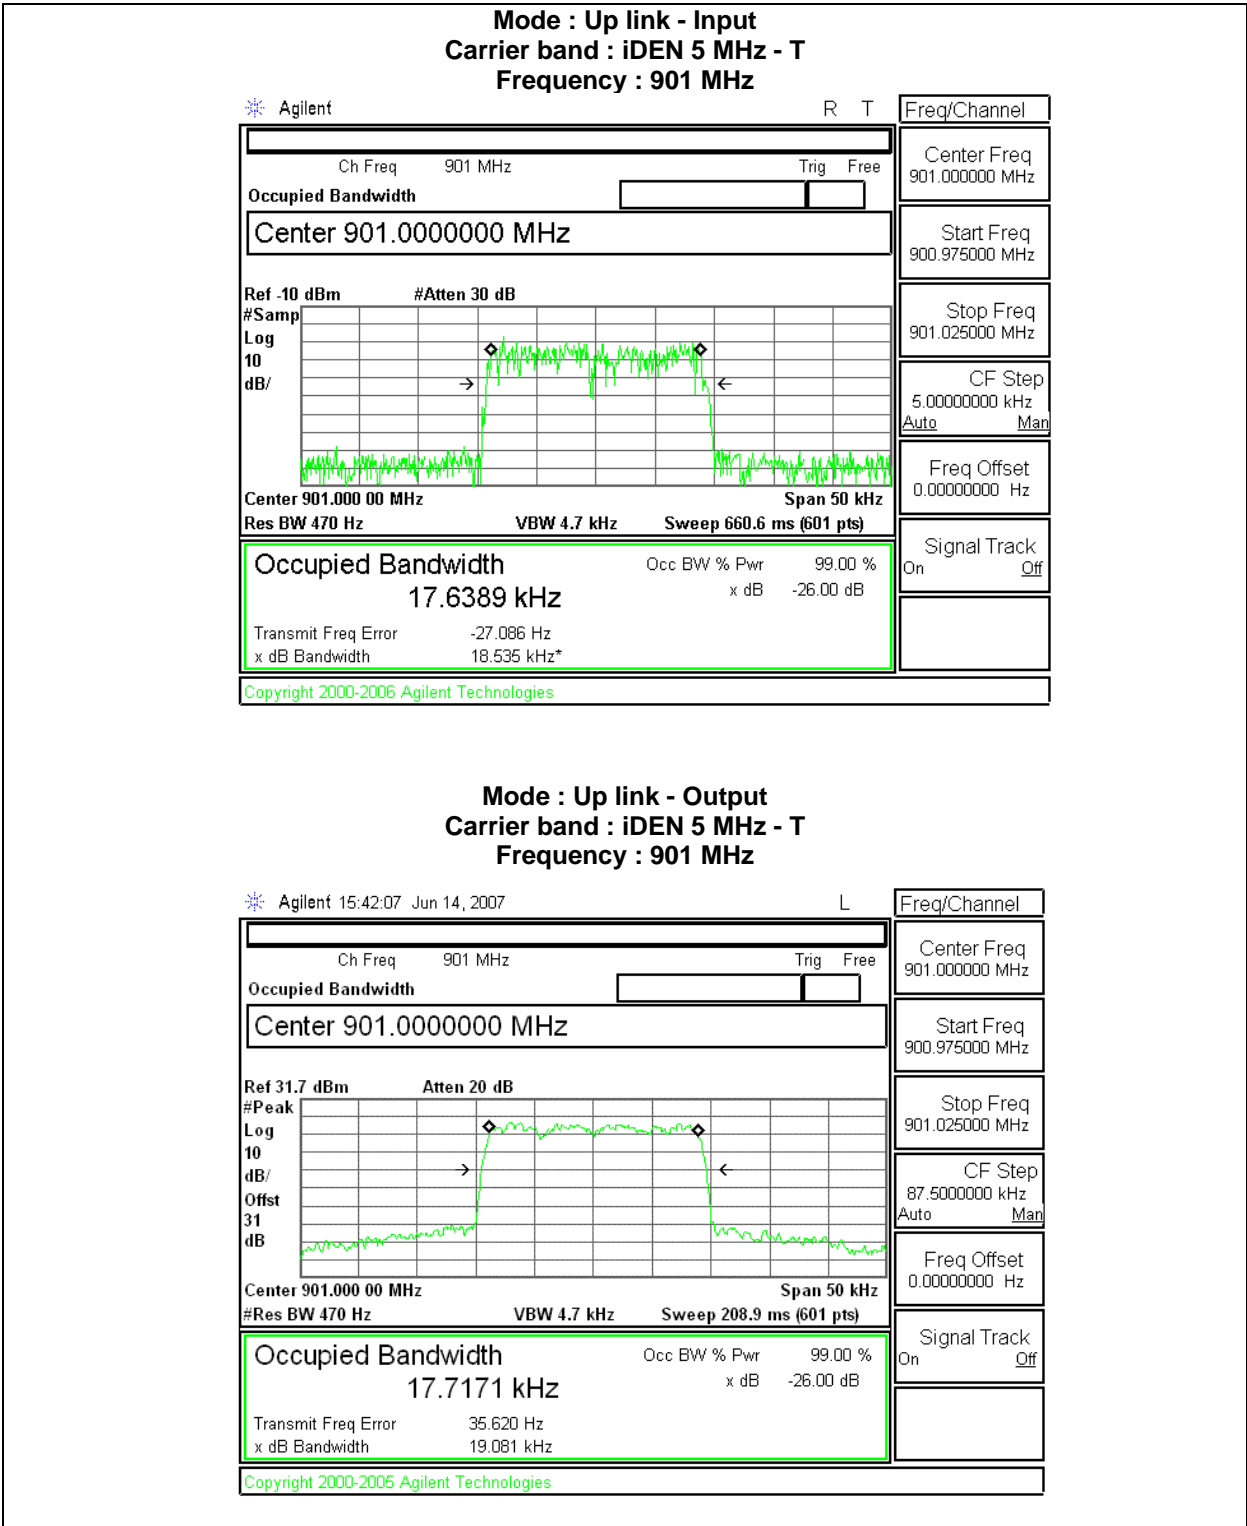 Mode : Up link - Input
Carrier band : iDEN 5 MHz - T
Frequency : 901 MHz
Agilent R T Freq/Channel
Ch Freq 901 MHz Trig Free
Occupied Bandwidth
Center 901.0000000 MHz
Center Freq
901.000000 MHz
Start Freq
900.975000 MHz
Stop Freq
901.025000 MHz
CF Step
5.00000000 kHz
Auto Man
Freq Offset
0.00000000 Hz
Signal Track
On Off
Ref -10 dBm #Atten 30 dB
#Samp
Log
10
dB/
Center 901.000 00 MHz Span 50 kHz
Res BW 470 Hz VBW 4.7 kHz Sweep 660.6 ms (601 pts)
Occupied Bandwidth Occ BW % Pwr 99.00 %
17.6389 kHz x dB -26.00 dB
Transmit Freq Error -27.086 Hz
x dB Bandwidth 18.535 kHz*
Copyright 2000-2006 Agilent Technologies
Mode : Up link - Output
Carrier band : iDEN 5 MHz - T
Frequency : 901 MHz
Agilent 15:42:07 Jun 14, 2007 L Freq/Channel
Ch Freq 901 MHz Trig Free
Occupied Bandwidth
Center 901.0000000 MHz
Center Freq
901.000000 MHz
Start Freq
900.975000 MHz
Stop Freq
901.025000 MHz
CF Step
87.5000000 kHz
Auto Man
Freq Offset
0.00000000 Hz
Signal Track
On Off
Ref 31.7 dBm Atten 20 dB
#Peak
Log
10
dB/
Offst
31
dB
Center 901.000 00 MHz Span 50 kHz
#Res BW 470 Hz VBW 4.7 kHz Sweep 208.9 ms (601 pts)
Occupied Bandwidth Occ BW % Pwr 99.00 %
17.7171 kHz x dB -26.00 dB
Transmit Freq Error 35.620 Hz
x dB Bandwidth 19.081 kHz
Copyright 2000-2005 Agilent Technologies